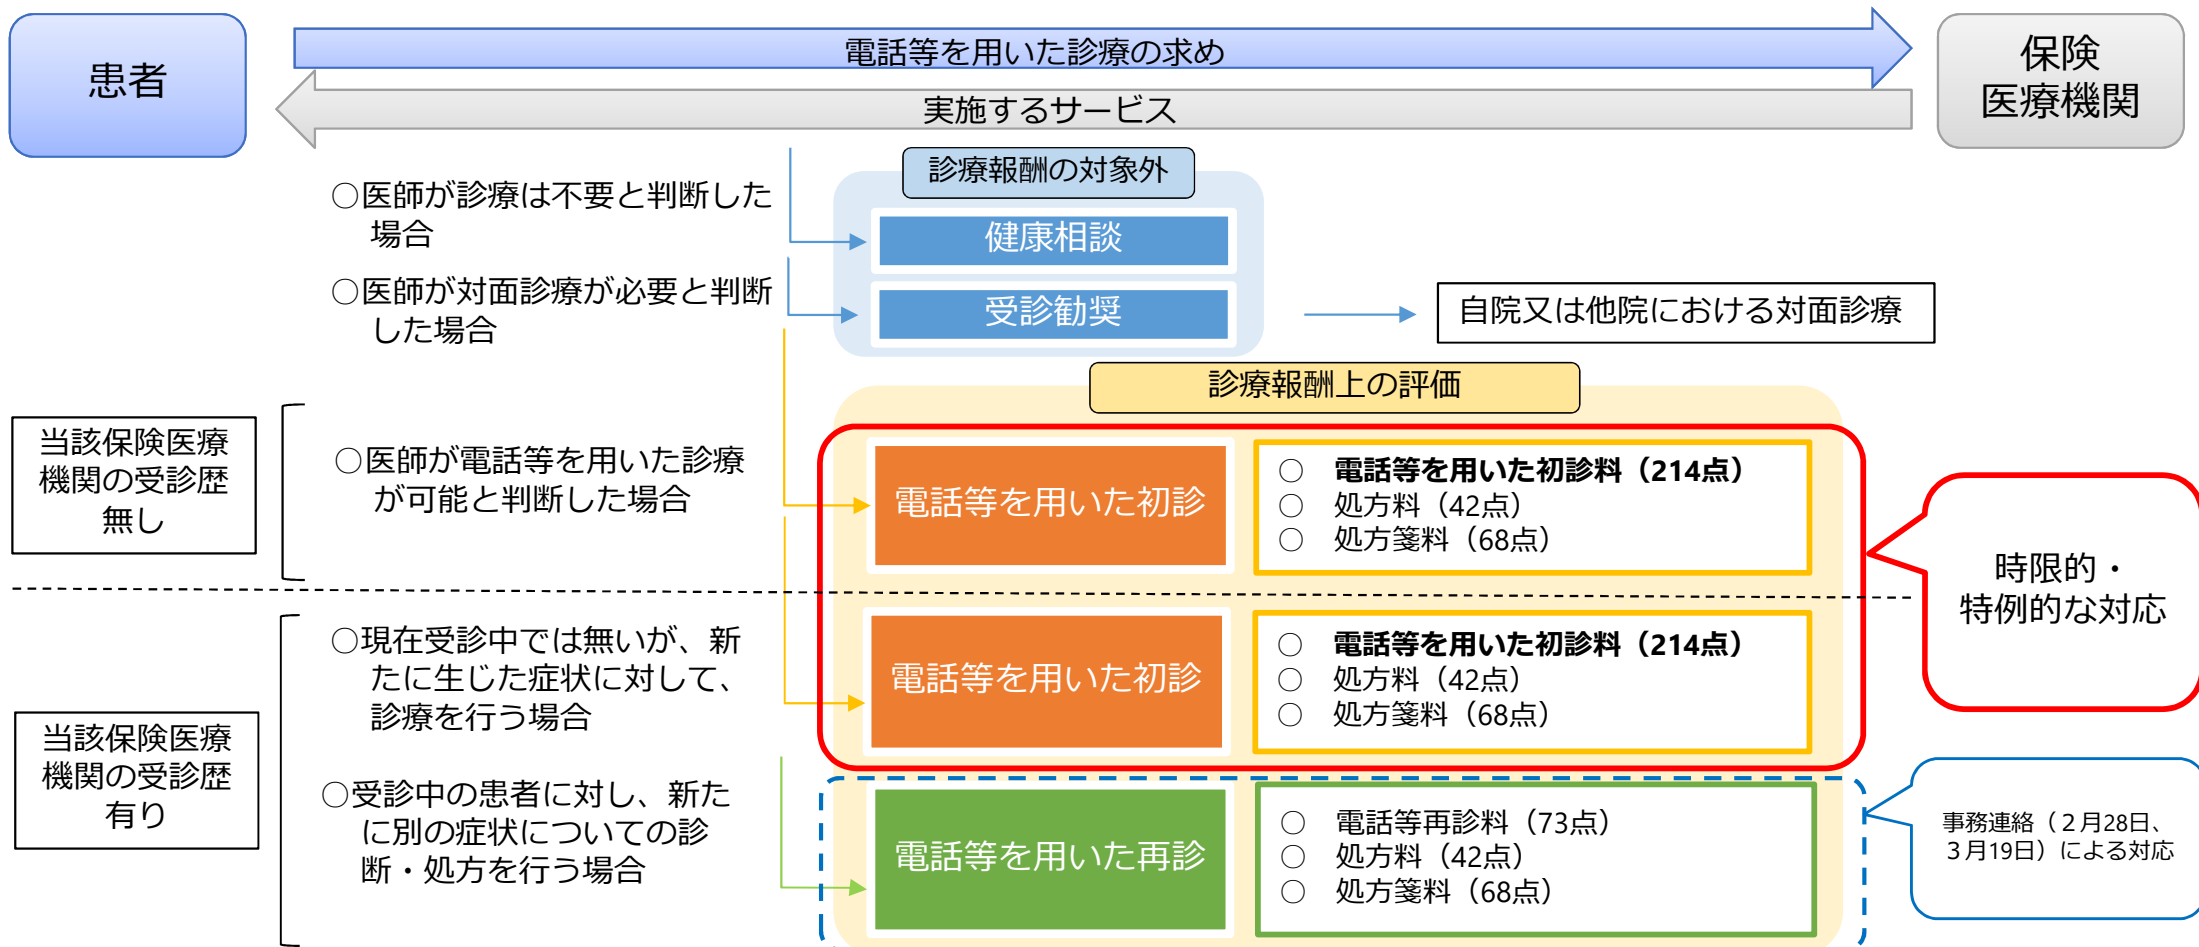 患者
電話等を用いた診療の求め
実施するサービス
保険
医療機関
診療報酬の対象外
○医師が診療は不要と判断した
場合
健康相談
○医師が対面診療が必要と判断
した場合
受診勧奨
自院又は他院における対面診療
診療報酬上の評価
当該保険医療
機関の受診歴
無し
○医師が電話等を用いた診療
が可能と判断した場合
電話等を用いた初診
○ 電話等を用いた初診料（214点）
○ 処方料（42点）
○ 処方箋料（68点）
時限的・
特例的な対応
当該保険医療
機関の受診歴
有り
○現在受診中では無いが、新
たに生じた症状に対して、
診療を行う場合
電話等を用いた初診
○ 電話等を用いた初診料（214点）
○ 処方料（42点）
○ 処方箋料（68点）
○受診中の患者に対し、新た
に別の症状についての診
断・処方を行う場合
電話等を用いた再診
○ 電話等再診料（73点）
○ 処方料（42点）
○ 処方箋料（68点）
事務連絡（２月28日、
３月19日）による対応